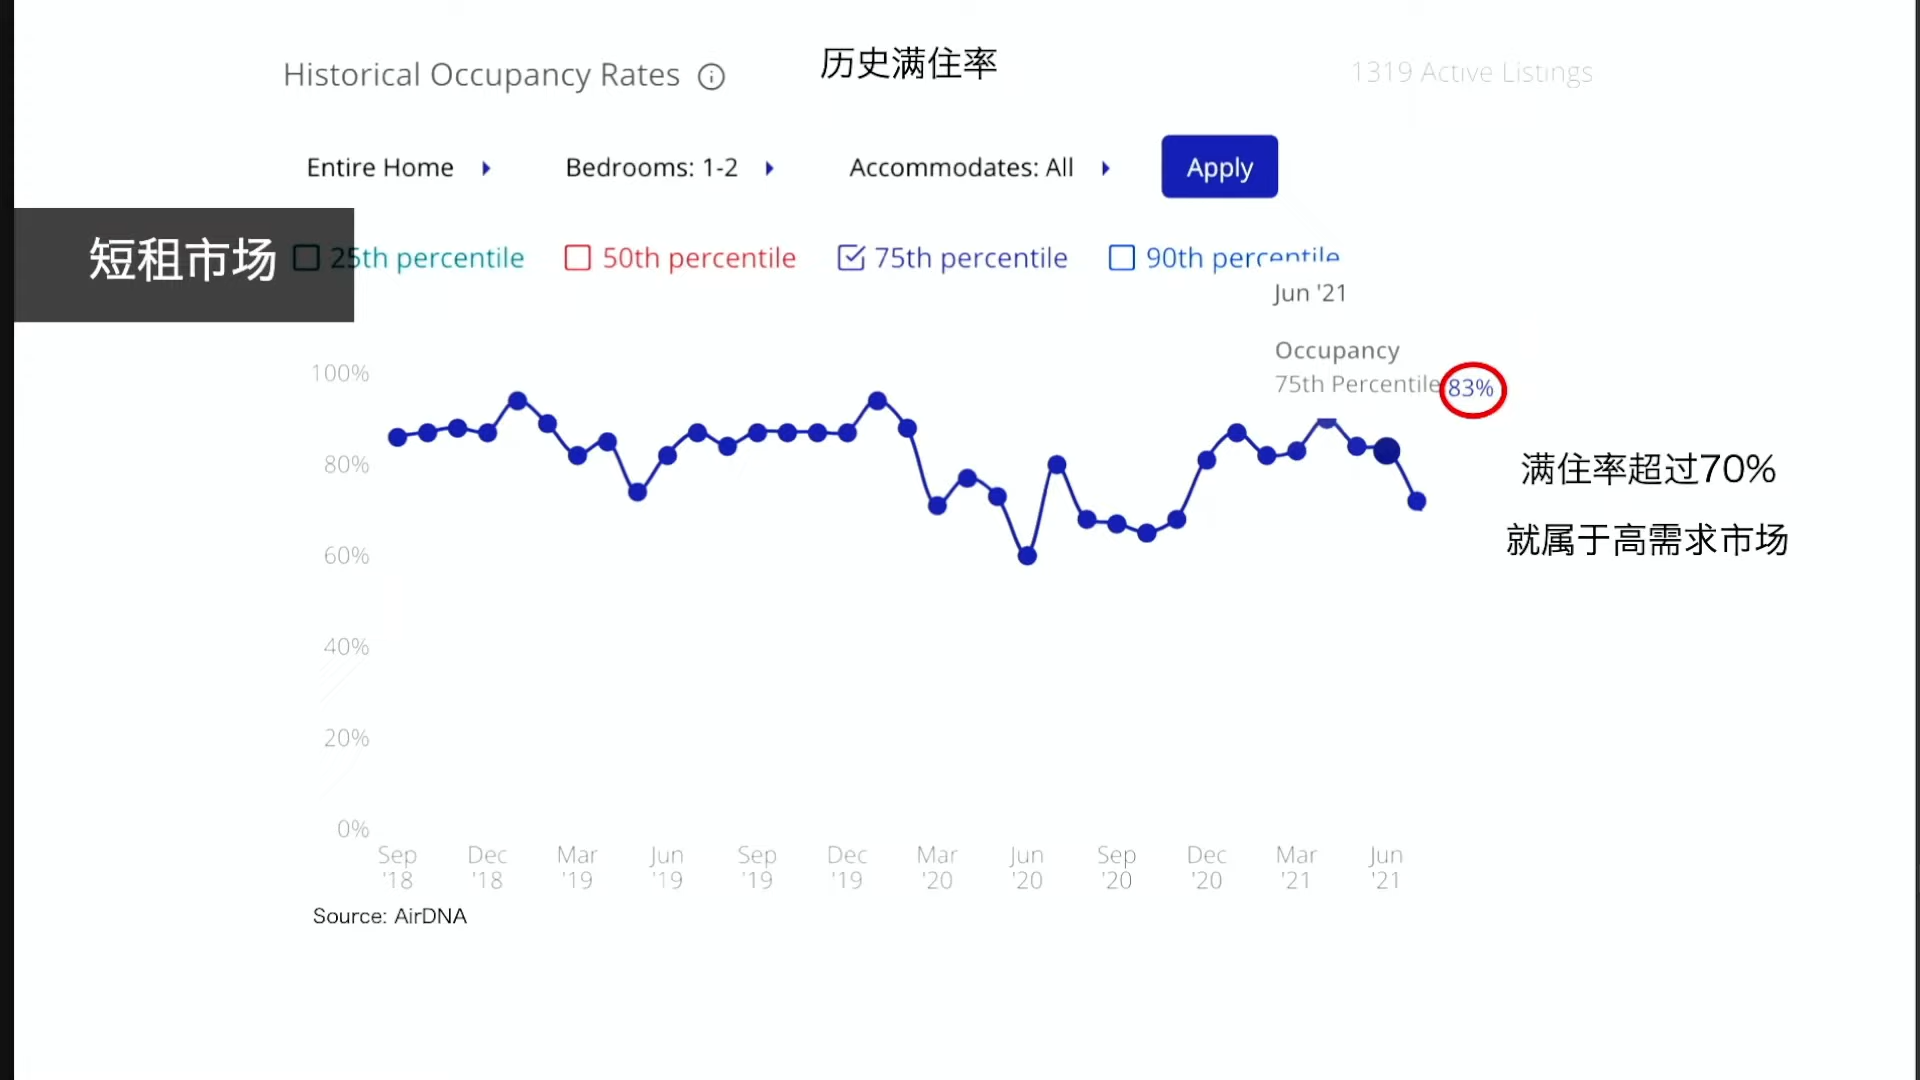 Historical Occupancy Rates
历史满住率
1319 Active Listings
Entire Home
Bedrooms: 1-2
Accommodates: All
Apply
短租市场
25th percentile
50th percentile
75th percentile
90th percentile
Jun '21
Occupancy
75th Percentile 83%
满住率超过70%
就属于高需求市场
100%
80%
60%
40%
20%
0%
Sep '18
Dec '18
Mar '19
Jun '19
Sep '19
Dec '19
Mar '20
Jun '20
Sep '20
Dec '20
Mar '21
Jun '21
Source: AirDNA